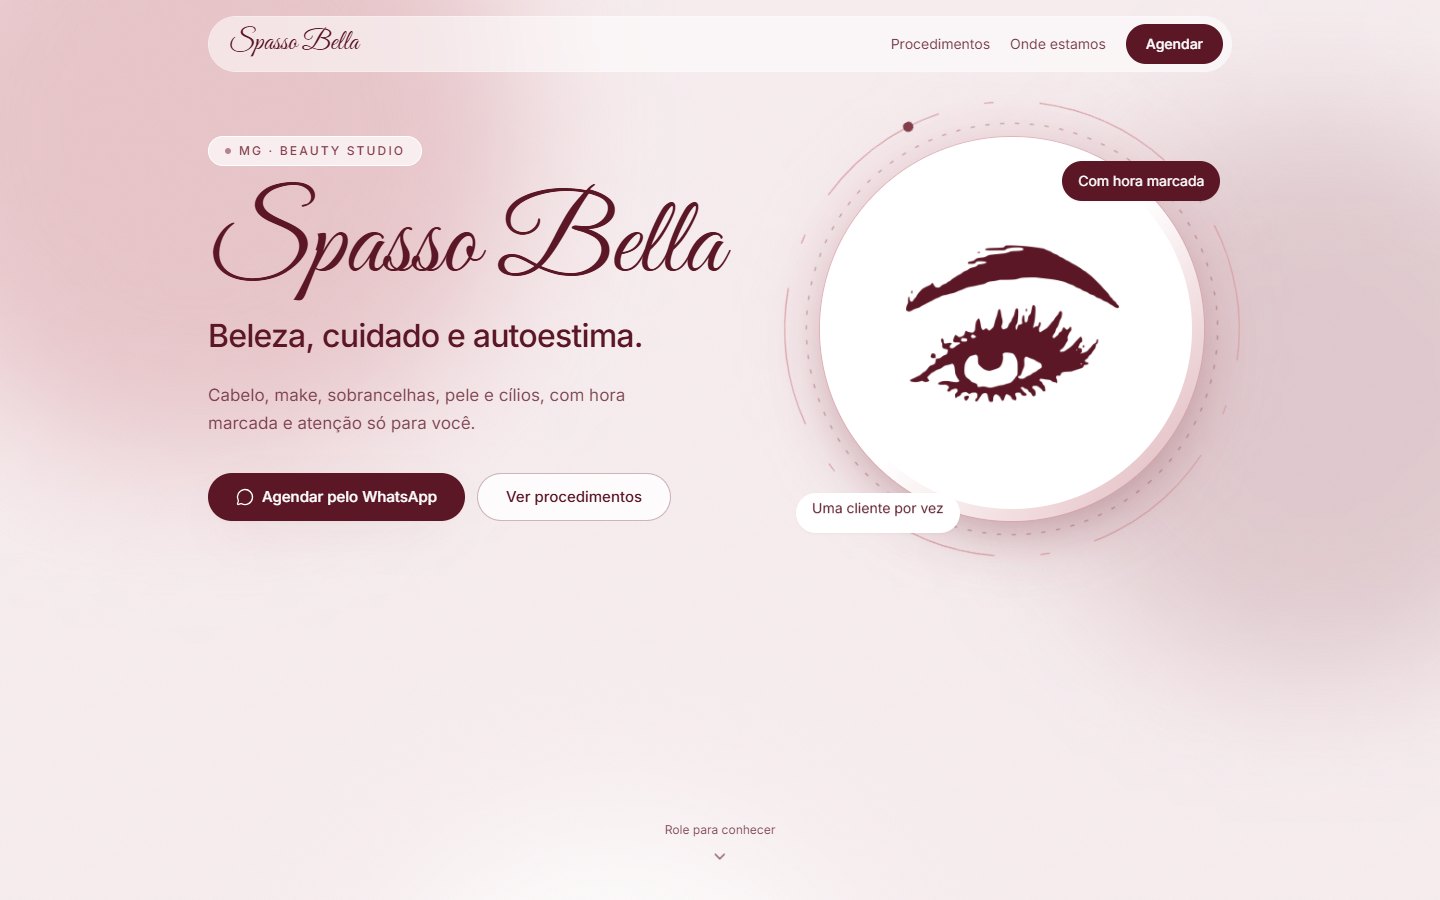 Spasso Bella
Procedimentos
Onde estamos
Agendar
MG · BEAUTY STUDIO
Spasso Bella
Beleza, cuidado e autoestima.
Cabelo, make, sobrancelhas, pele e cílios, com hora
marcada e atenção só para você.
Agendar pelo WhatsApp
Ver procedimentos
Com hora marcada
Uma cliente por vez
Role para conhecer